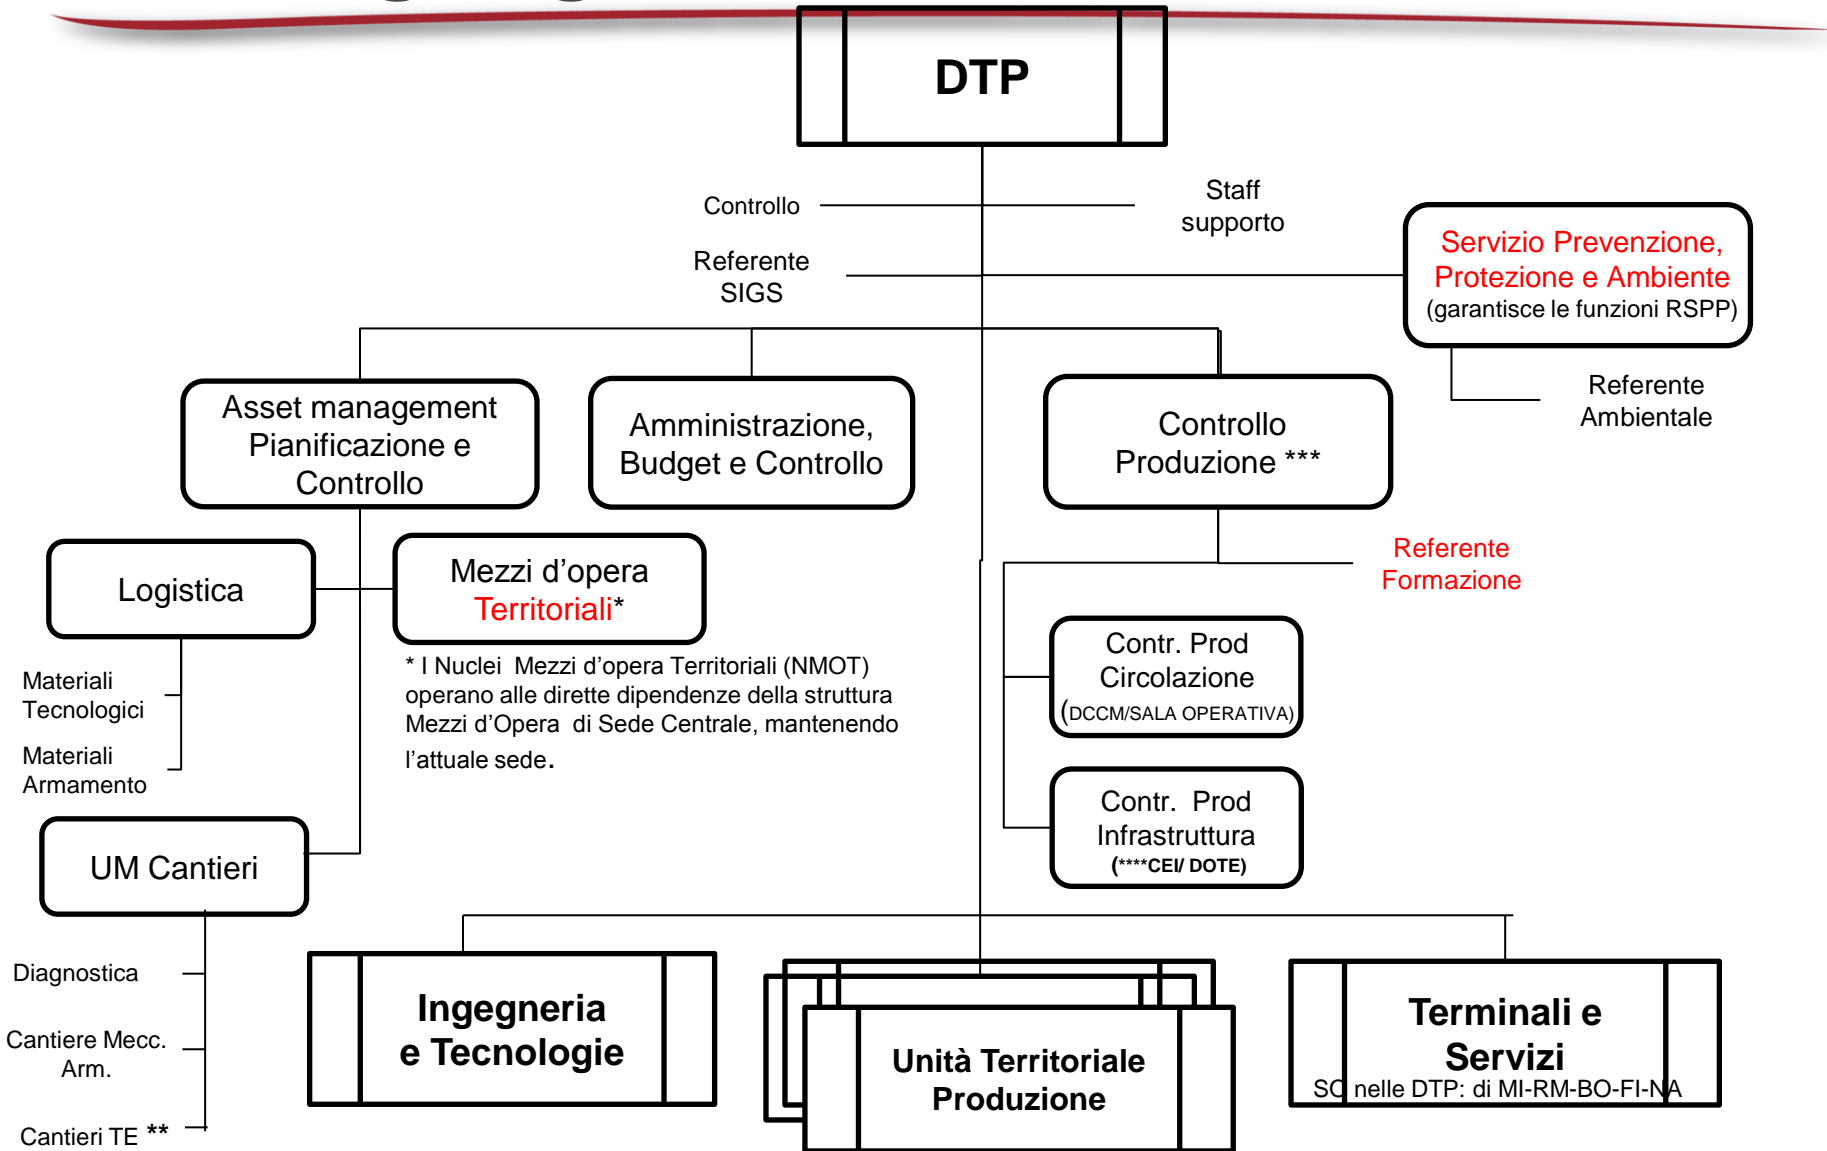 DTP
Controllo
Staff
supporto
Referente
SIGS
Servizio Prevenzione,
Protezione e Ambiente
(garantisce le funzioni RSPP)
Referente
Ambientale
Asset management
Pianificazione e
Controllo
Amministrazione,
Budget e Controllo
Controllo
Produzione ***
Logistica
Mezzi d’opera
Territoriali*
Referente
Formazione
* I Nuclei Mezzi d’opera Territoriali (NMOT)
operano alle dirette dipendenze della struttura
Mezzi d’Opera di Sede Centrale, mantenendo
l’attuale sede.
Materiali
Tecnologici
Materiali
Armamento
Contr. Prod
Circolazione
(DCCM/SALA OPERATIVA)
Contr. Prod
Infrastruttura
(****CEI/ DOTE)
UM Cantieri
Diagnostica
Cantiere Mecc.
Arm.
Cantieri TE **
Ingegneria
e Tecnologie
Unità Territoriale
Produzione
Terminali e
Servizi
SO nelle DTP: di MI-RM-BO-FI-NA